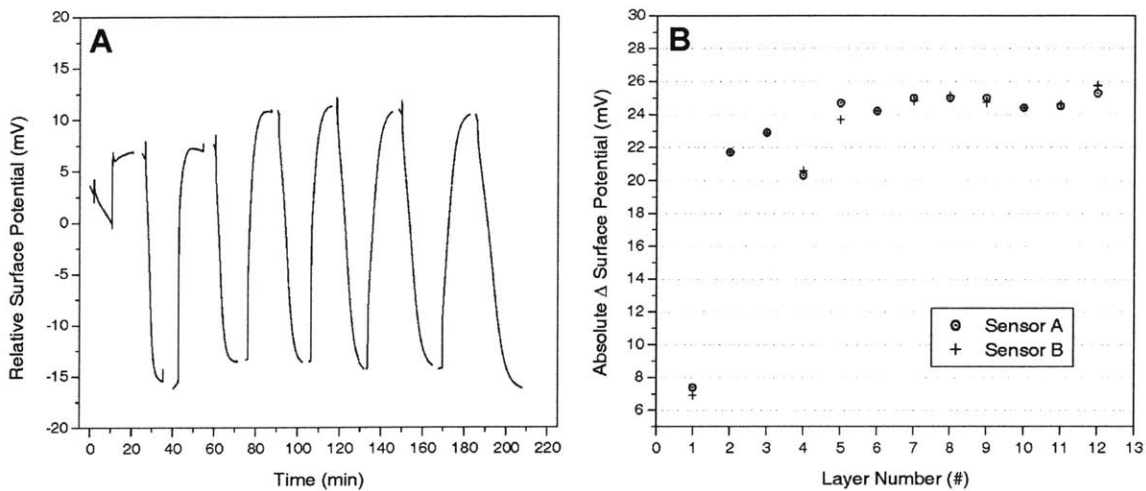 A
20
15
10
5
0
-5
-10
-15
-20
Relative Surface Potential (mV)
0 20 40 60 80 100 120 140 160 180 200 220
Time (min)
B
30
28
26
24
22
20
18
16
14
12
10
8
6
Absolute Δ Surface Potential (mV)
Sensor A
Sensor B
0 1 2 3 4 5 6 7 8 9 10 11 12 13
Layer Number (#)